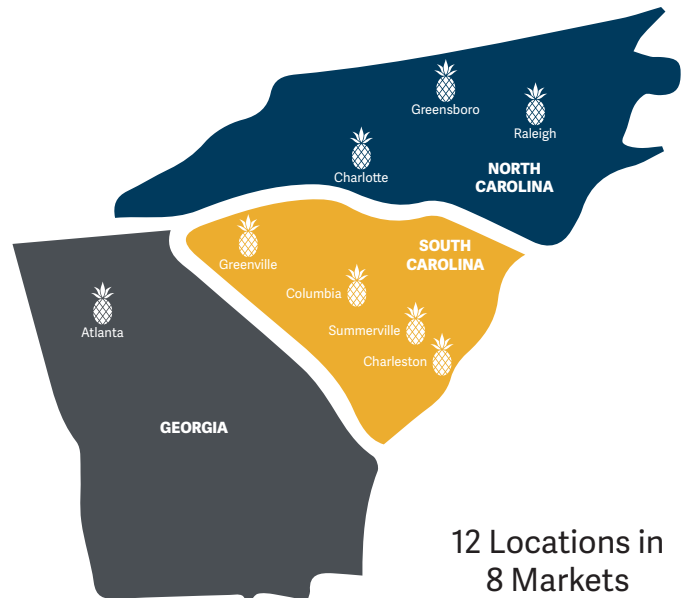 Greensboro
Raleigh
Charlotte
NORTH
CAROLINA
SOUTH
CAROLINA
Greenville
Columbia
Summerville
Charleston
Atlanta
GEORGIA
12 Locations in
8 Markets